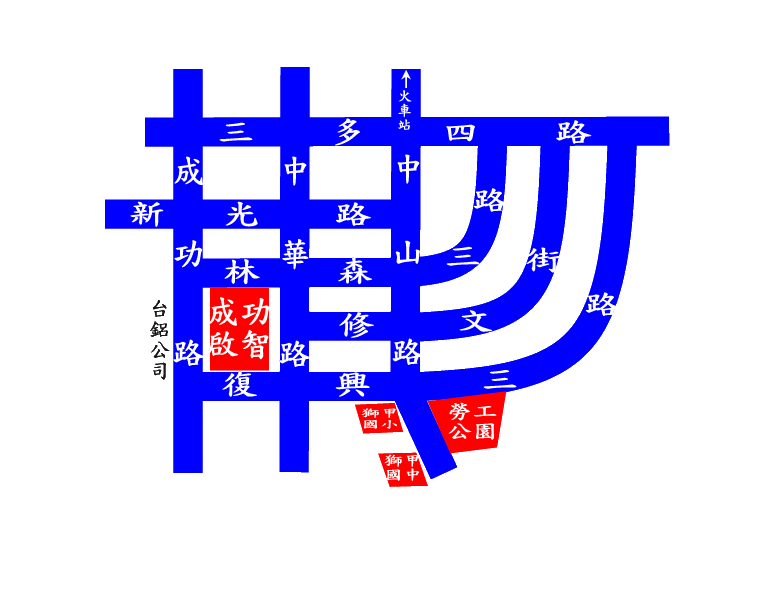 火車站
三多四路
成功路
中華路
中山路
新光路
林森三路
修文街
復興三路
台鋁公司
成功
啟智
獅甲
國小
獅甲
國中
勞工
公園